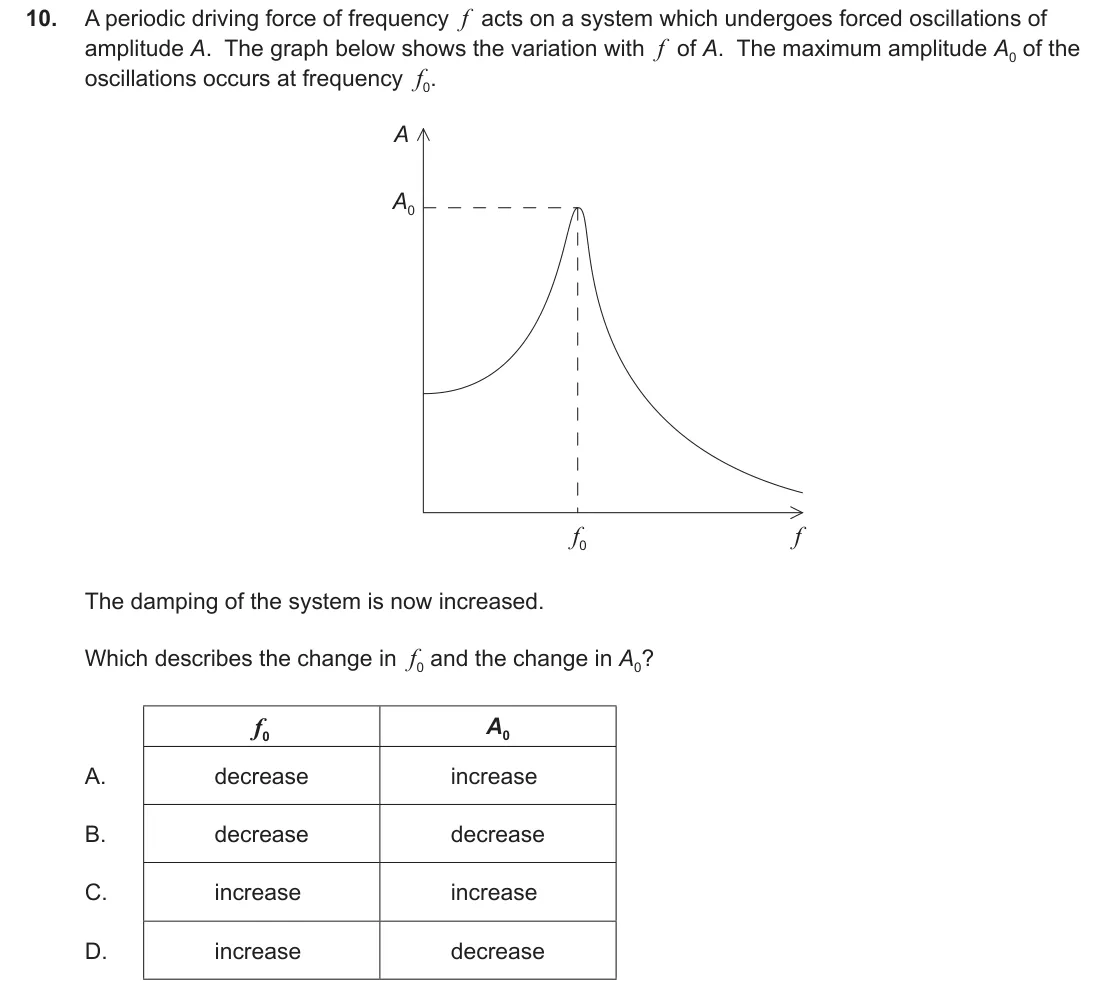 10. A periodic driving force of frequency f acts on a system which undergoes forced oscillations of
amplitude A. The graph below shows the variation with f of A. The maximum amplitude A₀ of the
oscillations occurs at frequency f₀.
A
A₀
f₀
f
The damping of the system is now increased.
Which describes the change in f₀ and the change in A₀?
f₀ A₀
A. decrease increase
B. decrease decrease
C. increase increase
D. increase decrease